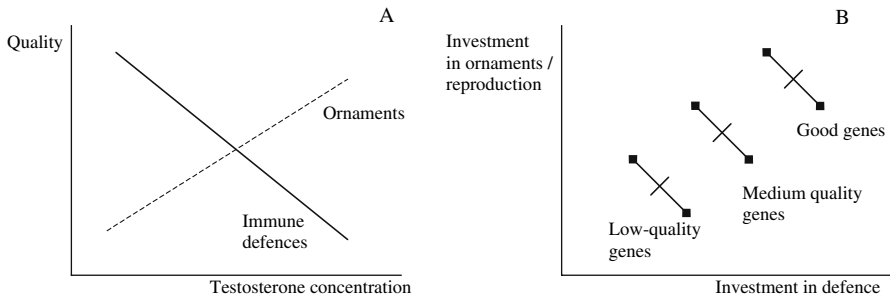 A
Quality
Ornaments
Immune
defences
Testosterone concentration
B
Investment
in ornaments /
reproduction
Good genes
Medium quality
genes
Low-quality
genes
Investment in defence